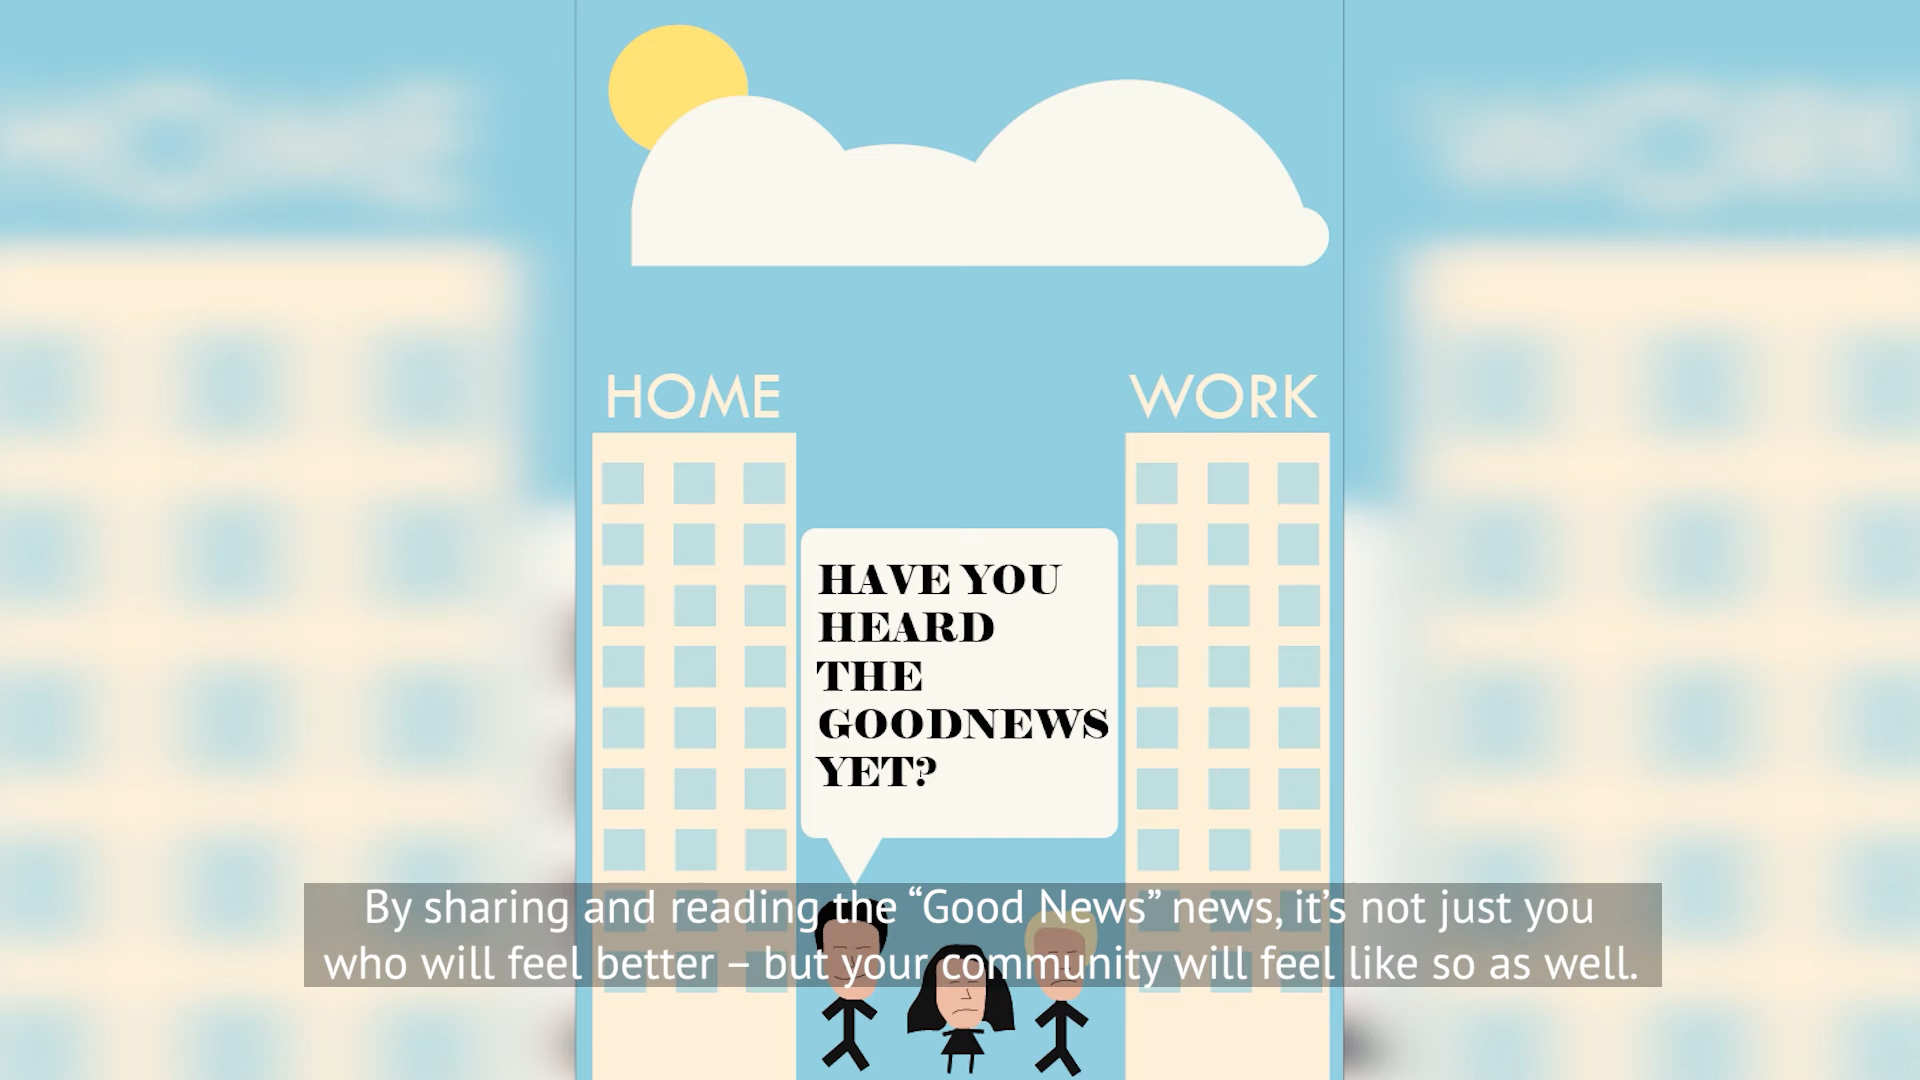 HOME
WORK
HAVE YOU
HEARD
THE
GOODNEWS
YET?
By sharing and reading the “Good News” news, it’s not just you
who will feel better – but your community will feel like so as well.